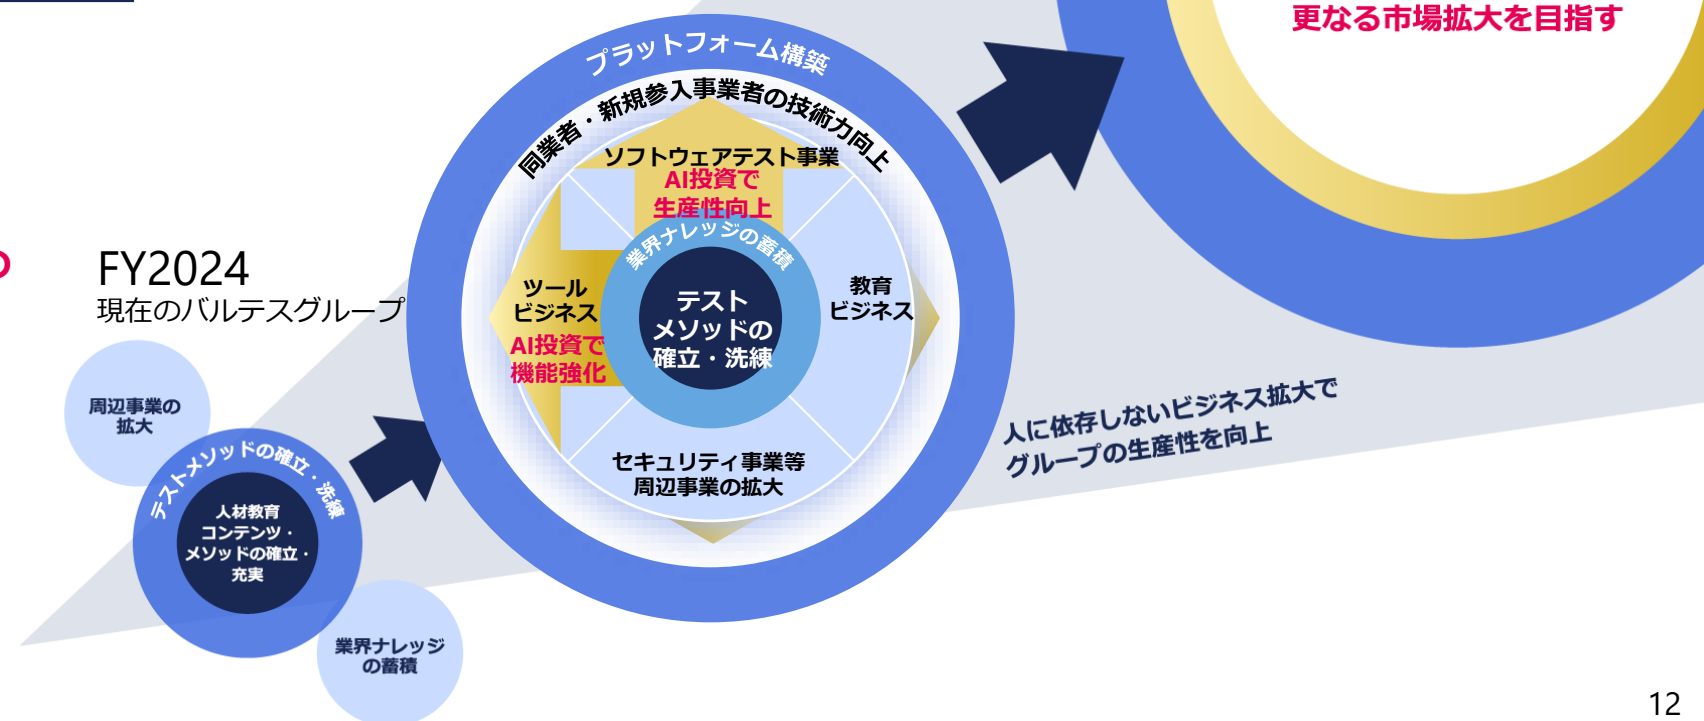 更なる市場拡大を目指す
プラットフォーム構築
同業者・新規参入事業者の技術力向上
ソフトウェアテスト事業
AI投資で
生産性向上
業界ナレッジの蓄積
テスト
メソッドの
確立・洗練
ツール
ビジネス
AI投資で
機能強化
教育
ビジネス
セキュリティ事業等
周辺事業の拡大
FY2024
現在のバルテスグループ
周辺事業の
拡大
テストメソッドの確立・洗練
人材教育
コンテンツ・
メソッドの確立・
充実
業界ナレッジ
の蓄積
人に依存しないビジネス拡大で
グループの生産性を向上
12